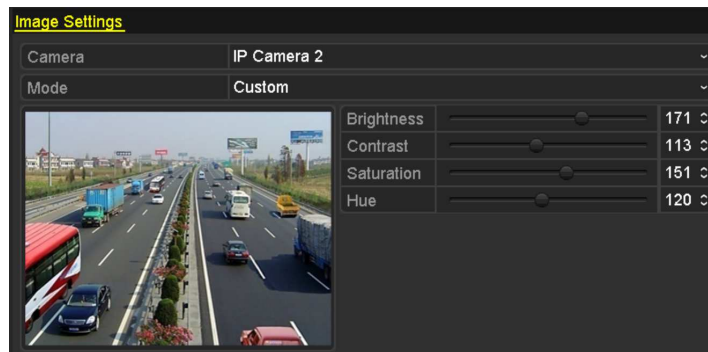 Image Settings
Camera IP Camera 2
Mode Custom
Brightness 171
Contrast 113
Saturation 151
Hue 120